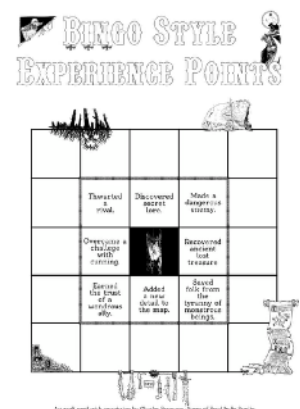 Bingo Style
Experience Points
Thwarted
a
rival.
Discovered
secret
lore.
Made a
dangerous
enemy.
Overcame a
challenge
with
cunning.
Recovered
ancient
lost
treasure
Earned
the trust
of a
wondrous
ally.
Added
a new
detail to
the map.
Saved
folk from
the
tyranny of
monstrous
beings.